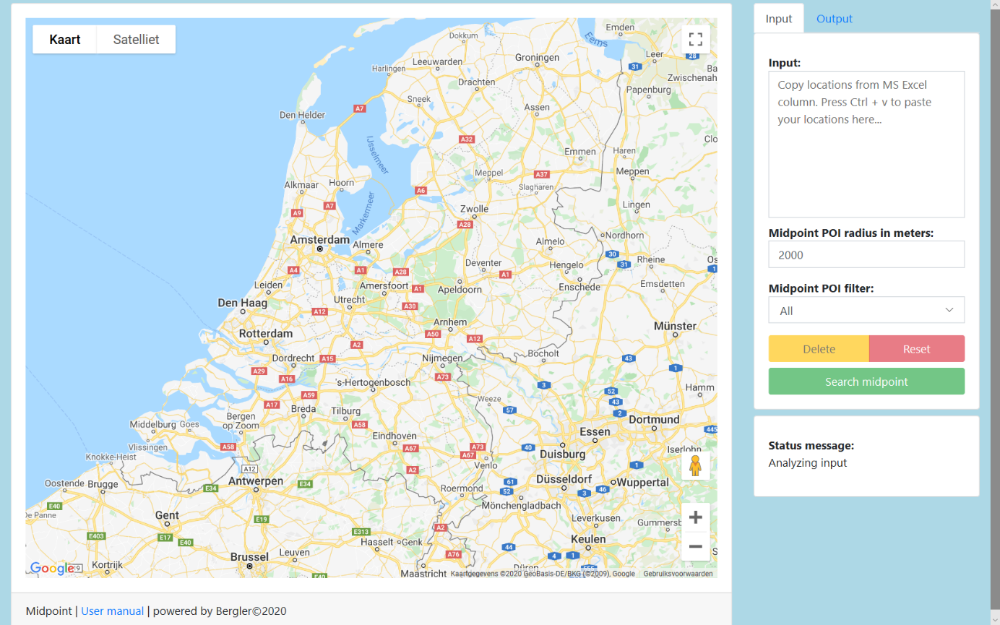 Kaart
Satelliet
Emden
Eems
Dokkum
Leer
28
Groningen
Leeuwarden
31
Harlingen
Ba
Zwischenah
Drachten
Papenburg
Sneek
Assen
A7
Den Helder
A32
IJsselmeer
Clo
Emmen
Haren
Meppel
A37
Meppen
Alkmaar
Hoorn
Slagharen
A6
Markermeer
A7
A9
Lingen
Zwolle
A28
Amsterdam
Almere
Almelo
Nordhorn
30
Rheine
Os
31
1
Deventer
Hengelo
A4
A1
A28
A1
Leiden
Amersfoort
A1
Apeldoorn
Enschede
Emsdetten
Utrecht
Den Haag
A30
A12
Arnhem
Münster
Rotterdam
A50
A12
A2
Dordrecht
A15
Nijmegen
Bocholt
43
A29
A16
A73
1
's-Hertogenbosch
3
Hamm
52
A59
Weeze
43
A17
Breda
Tilburg
57
2
Bergen
op Zoom
Dortmund
Middelburg
Goes
A58
Essen
445
Eindhoven
Vlissingen
A58
A67
A73
40
Iserlohn
Knokke-Heist
A67
Duisburg
Venlo
1
A12
A2
Oostende
Brugge
Antwerpen
E34
61
Düsseldorf
Wuppertal
E34
Roermond
52
3
46
E40
Mönchengladbach
De Panne
Gent
E19
Leverkusen
Gummersb
E403
E17
E40
E313
A2
Hasselt
Genk
Keulen
44
Brussel
Leuven
A76
4
1
S
Google
Kortrijk
E40
Maastricht
Düren
Kaartgegevens ©2020 GeoBasis-DE/BKG (©2009), Google
Gebruiksvoorwaarden
Midpoint | User manual | powered by Bergler©2020
Input
Output
Input:
Copy locations from MS Excel
column. Press Ctrl + v to paste
your locations here...
Midpoint POI radius in meters:
2000
Midpoint POI filter:
All
Delete
Reset
Search midpoint
Status message:
Analyzing input